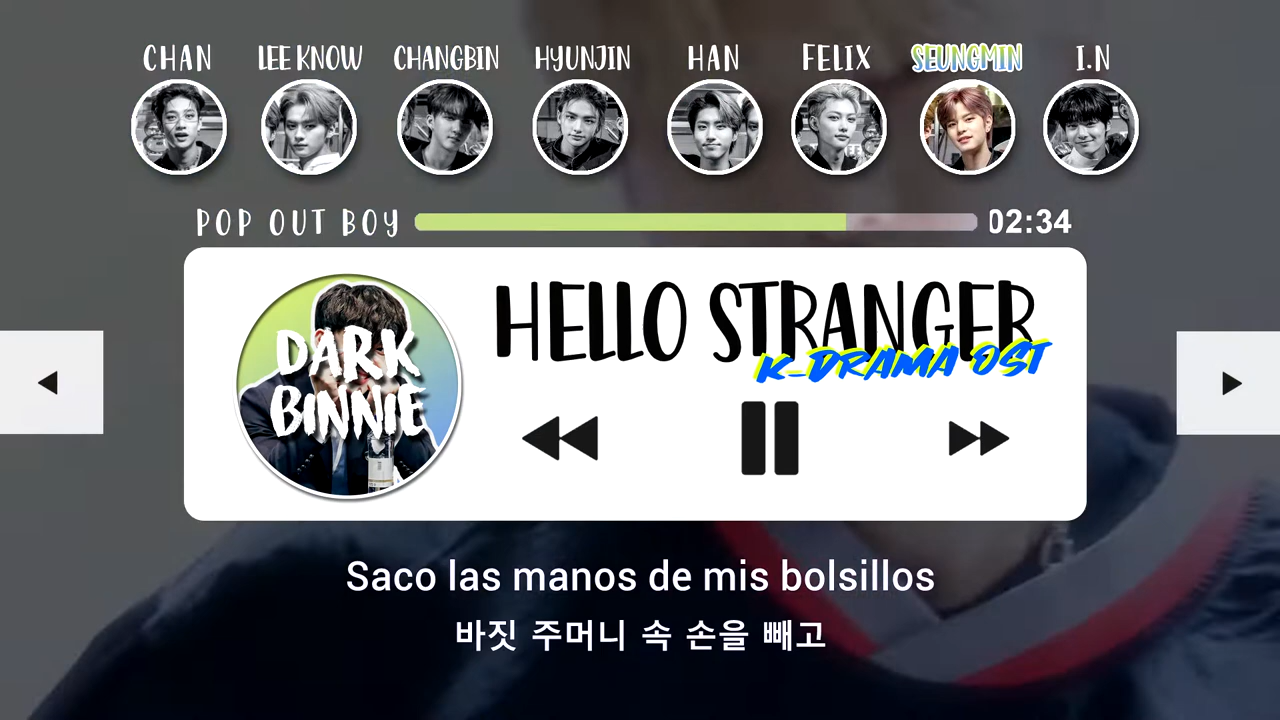 CHAN LEE KNOW CHANGBIN HYUNJIN HAN FELIX SEUNGMIN I.N
POP OUT BOY 02:34
DARK
BINNIE
HELLO STRANGER
K-DRAMA OST
Saco las manos de mis bolsillos
바짓 주머니 속 손을 빼고